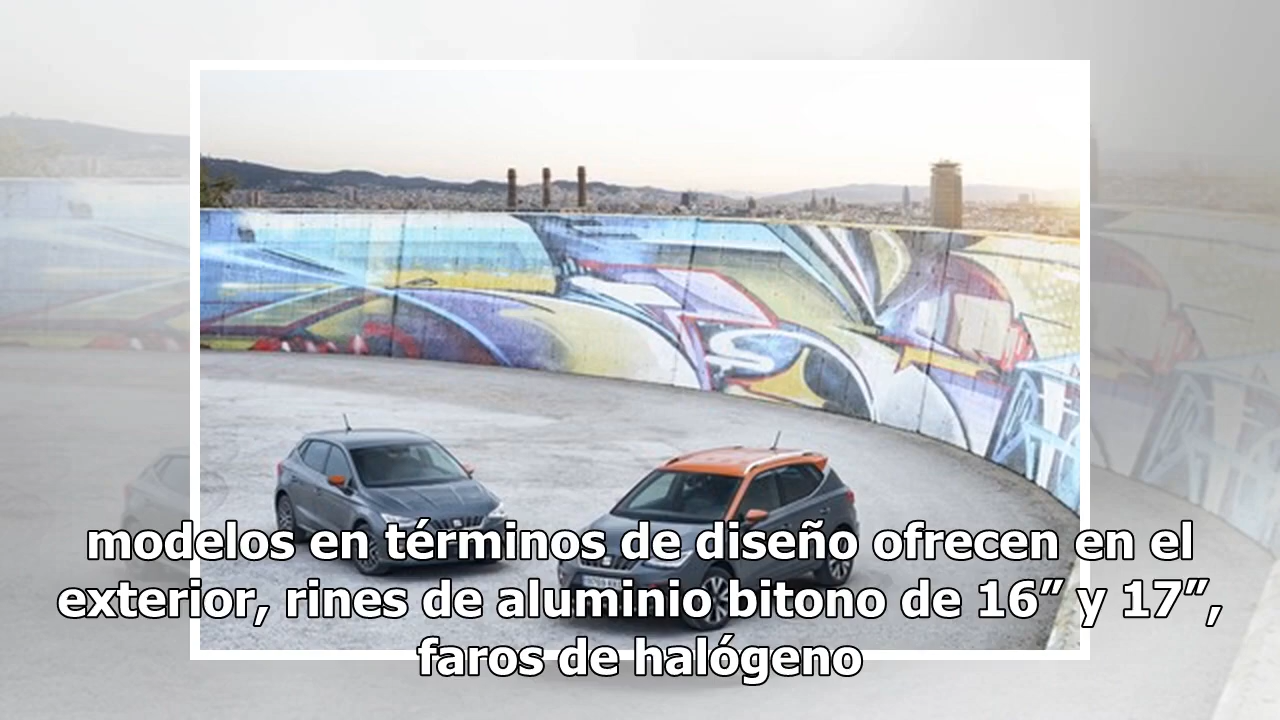 modelos en términos de diseño ofrecen en el
exterior, rines de aluminio bitono de 16” y 17”,
faros de halógeno